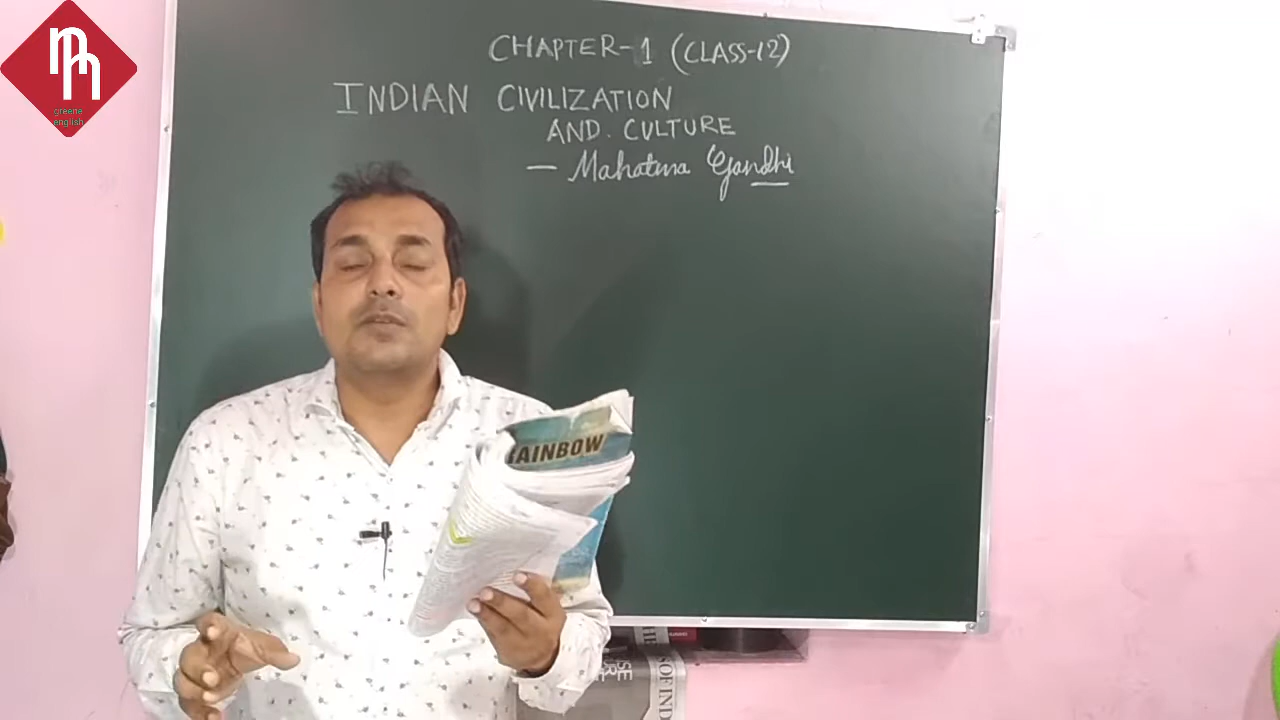 greene
english
CHAPTER-1 (CLASS-12)
INDIAN CIVILIZATION
AND. CULTURE
— Mahatma Gandhi
RAINBOW